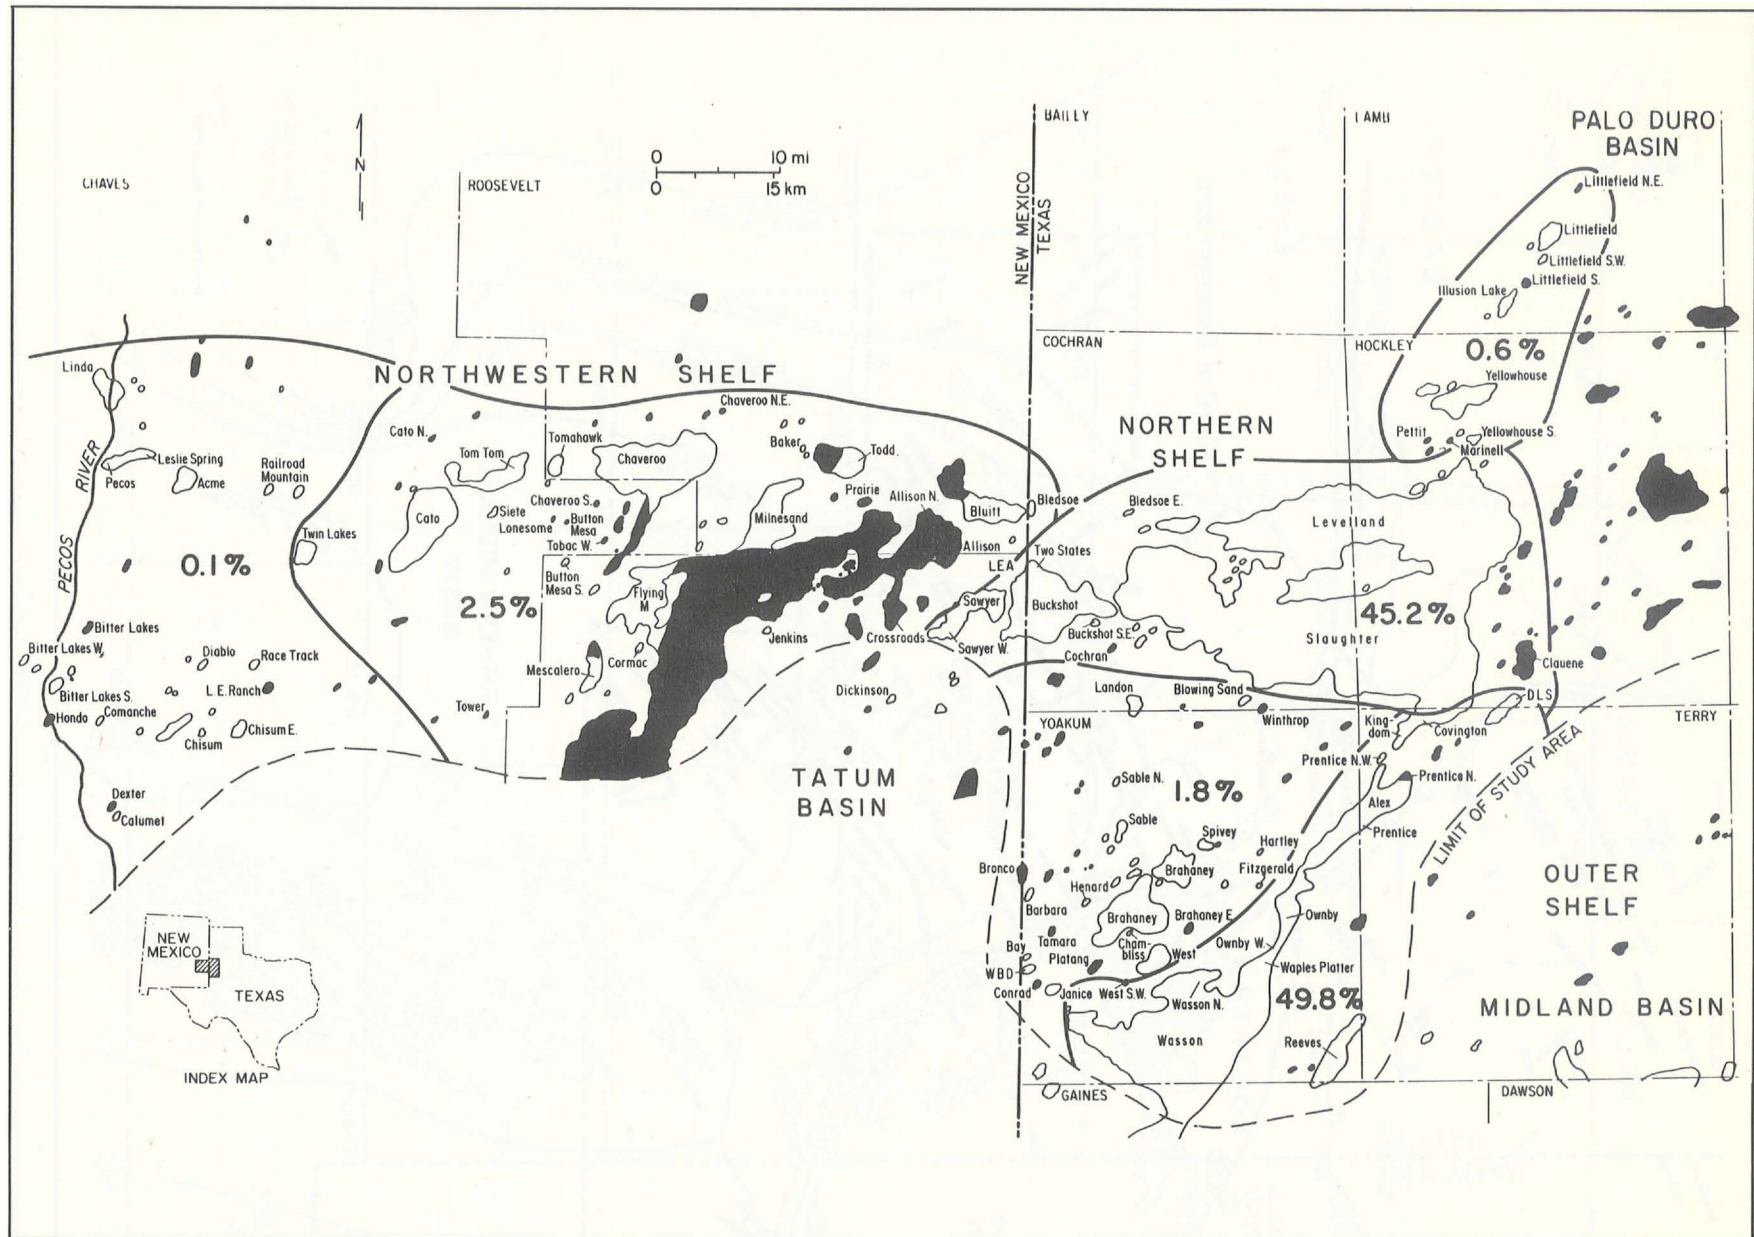 BAILEY
LAMB
PALO DURO
BASIN
CHAVES
ROOSEVELT
N
0 10 mi
0 15 km
NEW MEXICO
TEXAS
Littlefield N.E.
Littlefield
Littlefield S.W.
Littlefield S.
Illusion Lake
COCHRAN
HOCKLEY
0.6 %
Yellowhouse
Linda
NORTHWESTERN SHELF
Chaveroo N.E.
NORTHERN
SHELF
Pettit
Yellowhouse S.
Marinell
Cato N.
Tomahawk
Baker
Todd.
Tom Tom
Chaveroo
PECOS
RIVER
Leslie Spring
Pecos
Acme
Railroad
Mountain
Prairie
Allison N.
Bledsoe
Bledsoe E.
Bluitt
Chaveroo S.
Siete
Lonesome
Button
Mesa
Tobac W.
Cato
Milnesand
Levelland
Twin Lakes
Allison
Two States
LEA
0.1 %
Button
Mesa S.
Flying
M
2.5%
Sawyer
Buckshot
45.2%
Bitter Lakes
Jenkins
Crossroads
Buckshot S.E.
Slaughter
Bitter Lakes W.
Diablo
Race Track
Cormac
Sawyer W.
Cochran
Clauene
Mescalero
L E. Ranch
Dickinson
Landon
Blowing Sand
DLS
Bitter Lakes S.
Hondo
Comanche
Tower
YOAKUM
Winthrop
King-
dom
Covington
TERRY
Chisum
Chisum E.
Prentice N.W.
LIMIT OF STUDY AREA
TATUM
BASIN
Sable N.
1.8 %
Prentice N.
Dexter
Calumet
Alex
Sable
Spivey
Hartley
Prentice
Bronco
Brahaney
Fitzgerald
OUTER
SHELF
Henard
Barbara
Brahaney
Brahaney E.
Ownby
Tamara
Cham-
bliss
Ownby W.
Bay
Platang
West
Waples Platter
WBD
Conrad
Janice
West S.W.
Wasson N.
49.8%
MIDLAND BASIN
Wasson
Reeves
GAINES
DAWSON
NEW
MEXICO
TEXAS
INDEX MAP